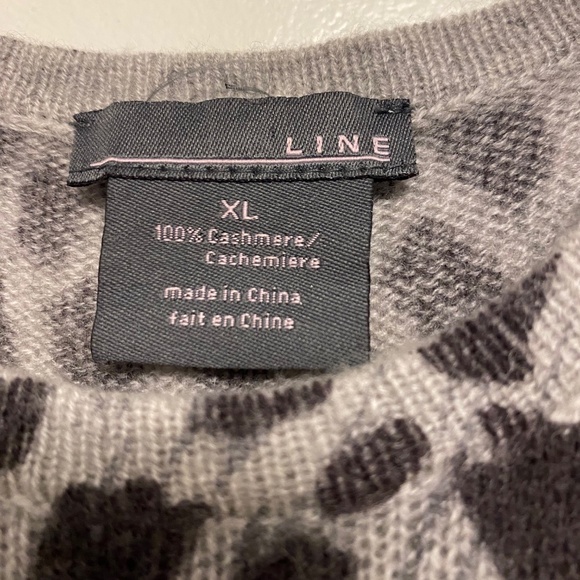 LINE
XL
100% Cashmere/
Cachemiere
made in China
fait en Chine